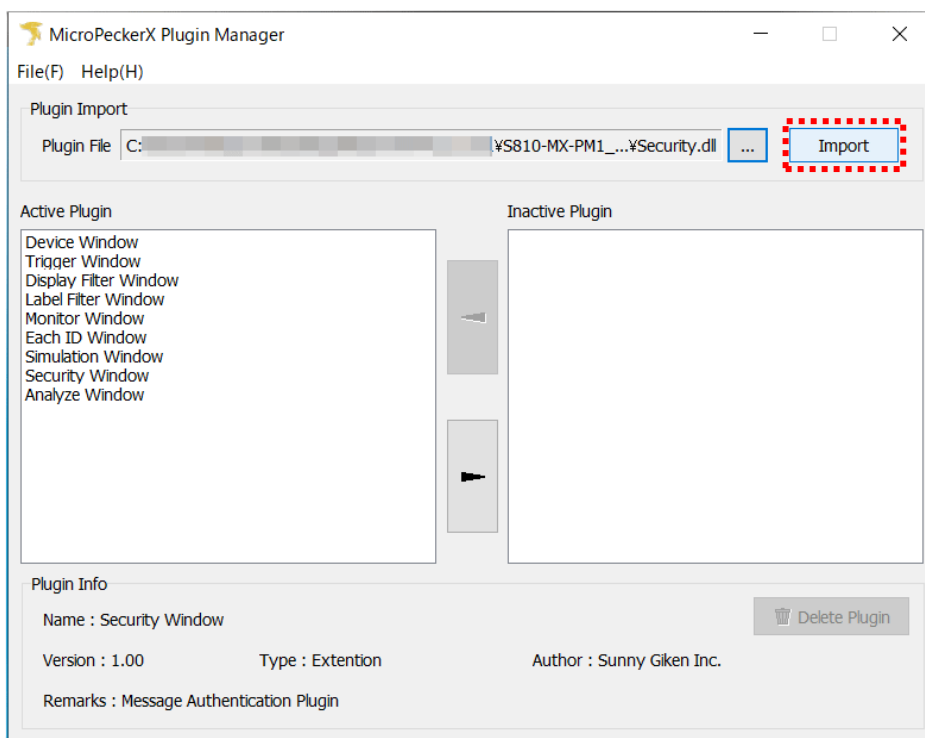 MicroPeckerX Plugin Manager
File(F) Help(H)
Plugin Import
Plugin File C: ¥S810-MX-PM1_...¥Security.dll ... Import
Active Plugin Inactive Plugin
Device Window
Trigger Window
Display Filter Window
Label Filter Window
Monitor Window
Each ID Window
Simulation Window
Security Window
Analyze Window
Plugin Info
Name : Security Window Delete Plugin
Version : 1.00 Type : Extention Author : Sunny Giken Inc.
Remarks : Message Authentication Plugin